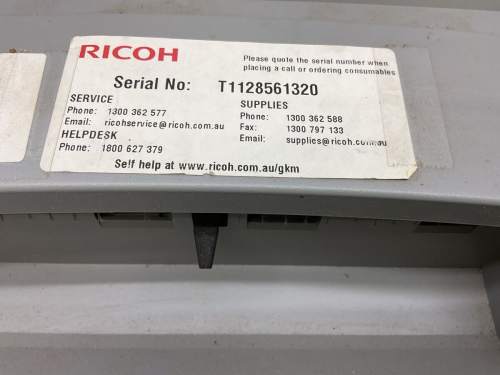 RICOH
Please quote the serial number when
placing a call or ordering consumables
Serial No: T1128561320
SERVICE
Phone: 1300 362 577
Email: ricohservice@ricoh.com.au
HELPDESK
Phone: 1800 627 379
SUPPLIES
Phone: 1300 362 588
Fax: 1300 797 133
Email: supplies@ricoh.com.au
Self help at www.ricoh.com.au/gkm